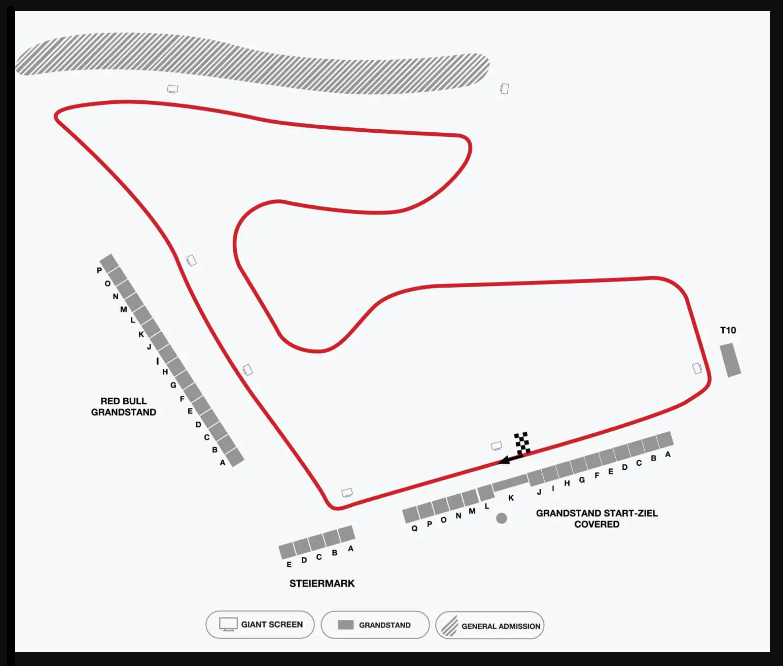 P
O
N
M
L
K
J
I
H
G
F
E
D
C
B
A
RED BULL
GRANDSTAND
T10
Q P O N M L K J I H G F E D C B A
GRANDSTAND START-ZIEL
COVERED
E D C B A
STEIERMARK
GIANT SCREEN
GRANDSTAND
GENERAL ADMISSION